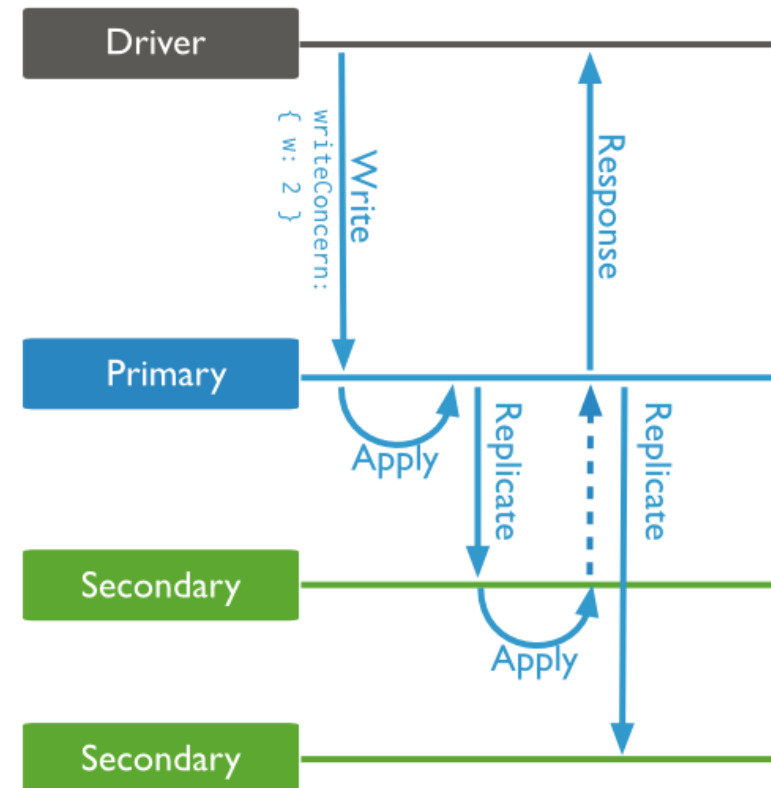 Driver
Write
writeConcern:
{ w: 2 }
Response
Primary
Apply
Replicate
Replicate
Secondary
Apply
Secondary